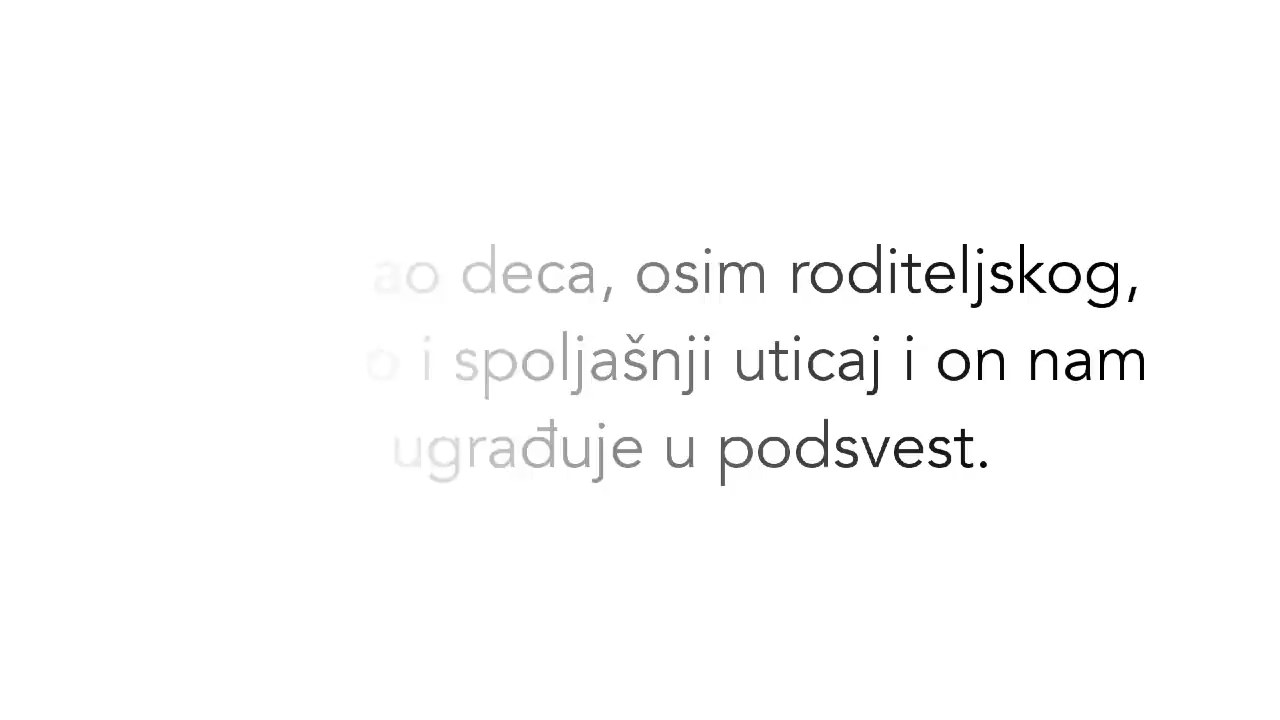 deca, osim roditeljskog,
i spoljašnji uticaj i on nam
ugrađuje u podsvest.